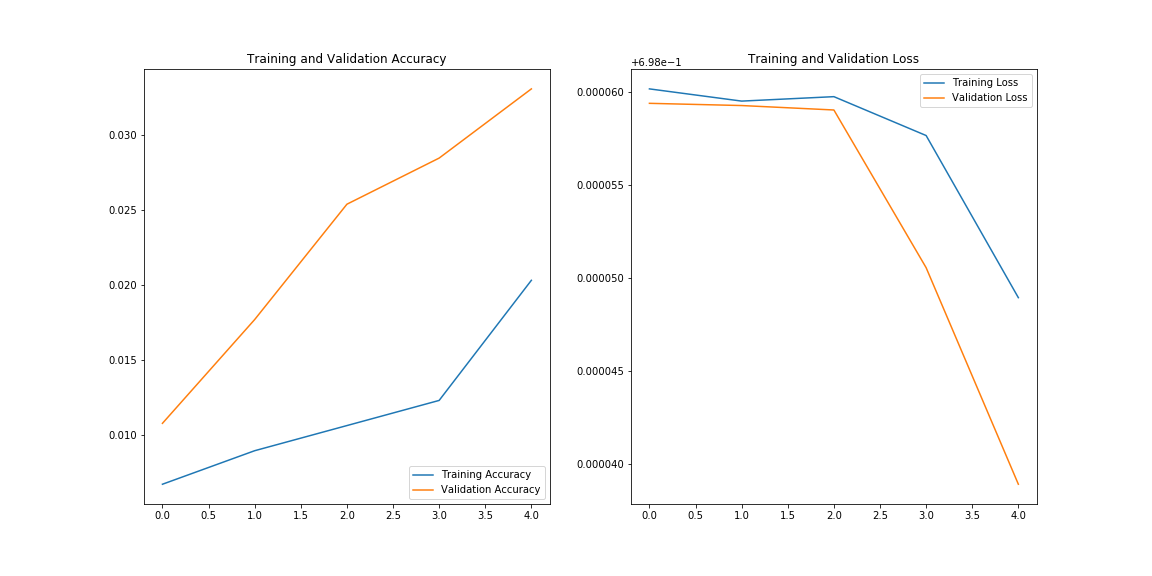 Training and Validation Accuracy
0.030
0.025
0.020
0.015
0.010
Training Accuracy
Validation Accuracy
0.0 0.5 1.0 1.5 2.0 2.5 3.0 3.5 4.0
Training and Validation Loss
+6.98e−1
Training Loss
Validation Loss
0.000060
0.000055
0.000050
0.000045
0.000040
0.0 0.5 1.0 1.5 2.0 2.5 3.0 3.5 4.0